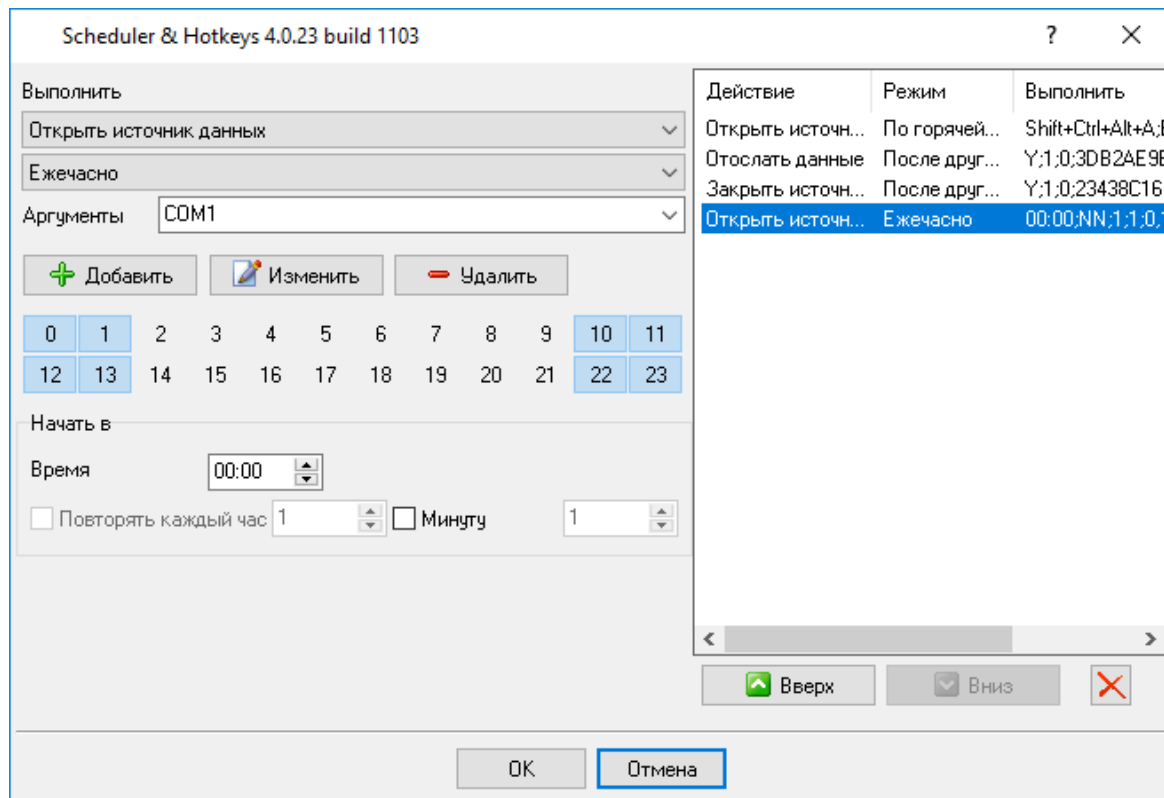 Scheduler & Hotkeys 4.0.23 build 1103
?
Выполнить
Открыть источник данных
Ежечасно
Аргументы COM1
Добавить Изменить Удалить
0 1 2 3 4 5 6 7 8 9 10 11
12 13 14 15 16 17 18 19 20 21 22 23
Начать в
Время 00:00
Повторять каждый час 1 Минуту 1
Действие Режим Выполнить
Открыть источн... По горячей... Shift+Ctrl+Alt+A;
Отослать данные После друг... Y;1;0;3DB2AE9
Закрыть источн... После друг... Y;1;0;23438C16
Открыть источн... Ежечасно 00:00;NN;1;1;0,
Вверх Вниз
OK Отмена